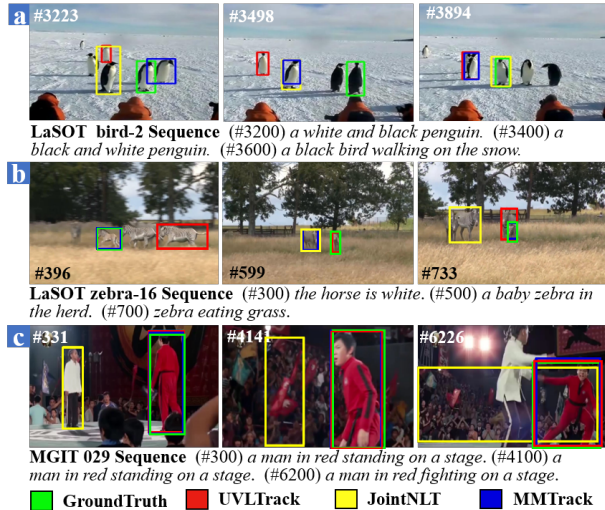 a
#3223 #3498 #3894
LaSOT bird-2 Sequence (#3200) a white and black penguin. (#3400) a
black and white penguin. (#3600) a black bird walking on the snow.
b
#396 #599 #733
LaSOT zebra-16 Sequence (#300) the horse is white. (#500) a baby zebra in
the herd. (#700) zebra eating grass.
c
#331 #4141 #6226
MGIT 029 Sequence (#300) a man in red standing on a stage. (#4100) a
man in red standing on a stage. (#6200) a man in red fighting on a stage.
GroundTruth UVLTrack JointNLT MMTrack